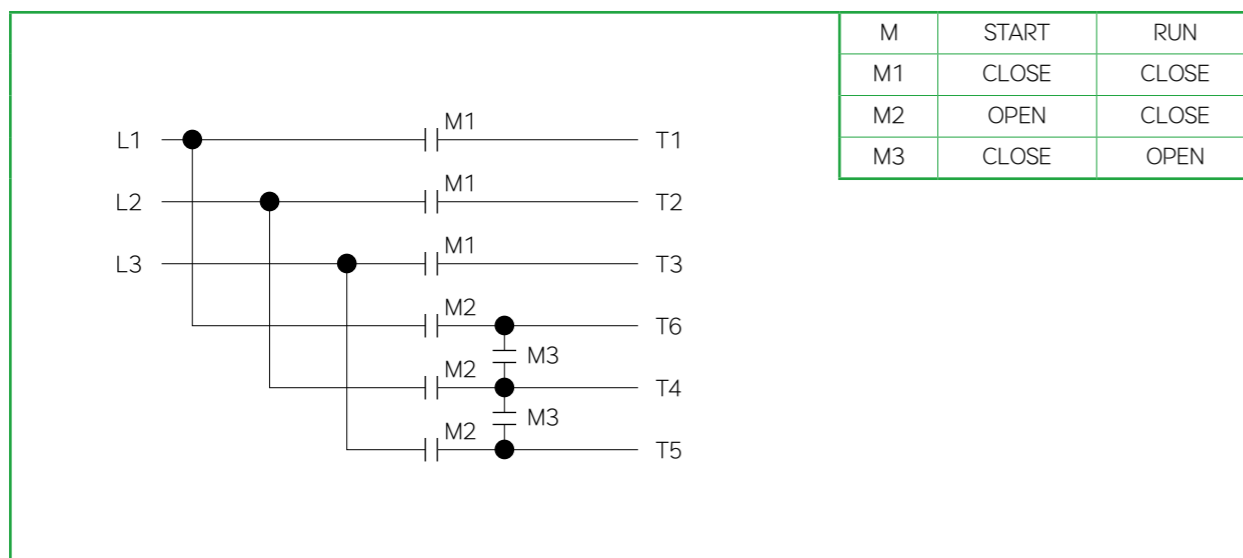 M START RUN
M1 CLOSE CLOSE
M2 OPEN CLOSE
M3 CLOSE OPEN
L1 M1 T1
L2 M1 T2
L3 M1 T3
M2 T6
M3
M2 T4
M3
M2 T5